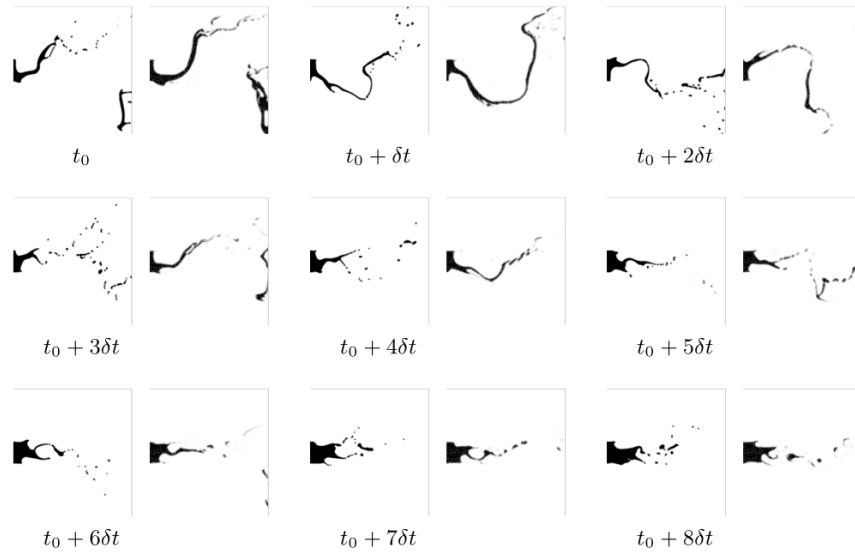 t₀ t₀ + δt t₀ + 2δt
t₀ + 3δt t₀ + 4δt t₀ + 5δt
t₀ + 6δt t₀ + 7δt t₀ + 8δt